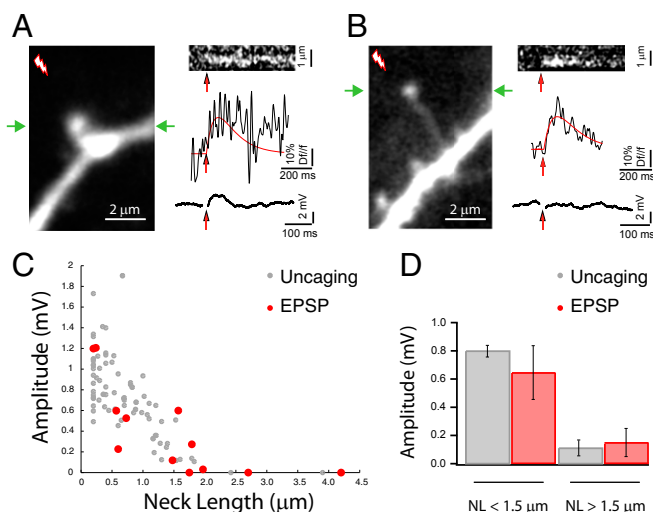 A
2 μm
1 μm
10%
Df/f
200 ms
2 mV
100 ms
B
2 μm
1 μm
10%
Df/f
200 ms
2 mV
100 ms
C
Uncaging
EPSP
Amplitude (mV)
2
1.8
1.6
1.4
1.2
1
0.8
0.6
0.4
0.2
0
0.0 0.5 1.0 1.5 2.0 2.5 3.0 3.5 4.0 4.5
Neck Length(μm)
D
Uncaging
EPSP
Amplitude (mV)
0.8
0.6
0.4
0.2
0.0
NL < 1.5 μm
NL > 1.5 μm